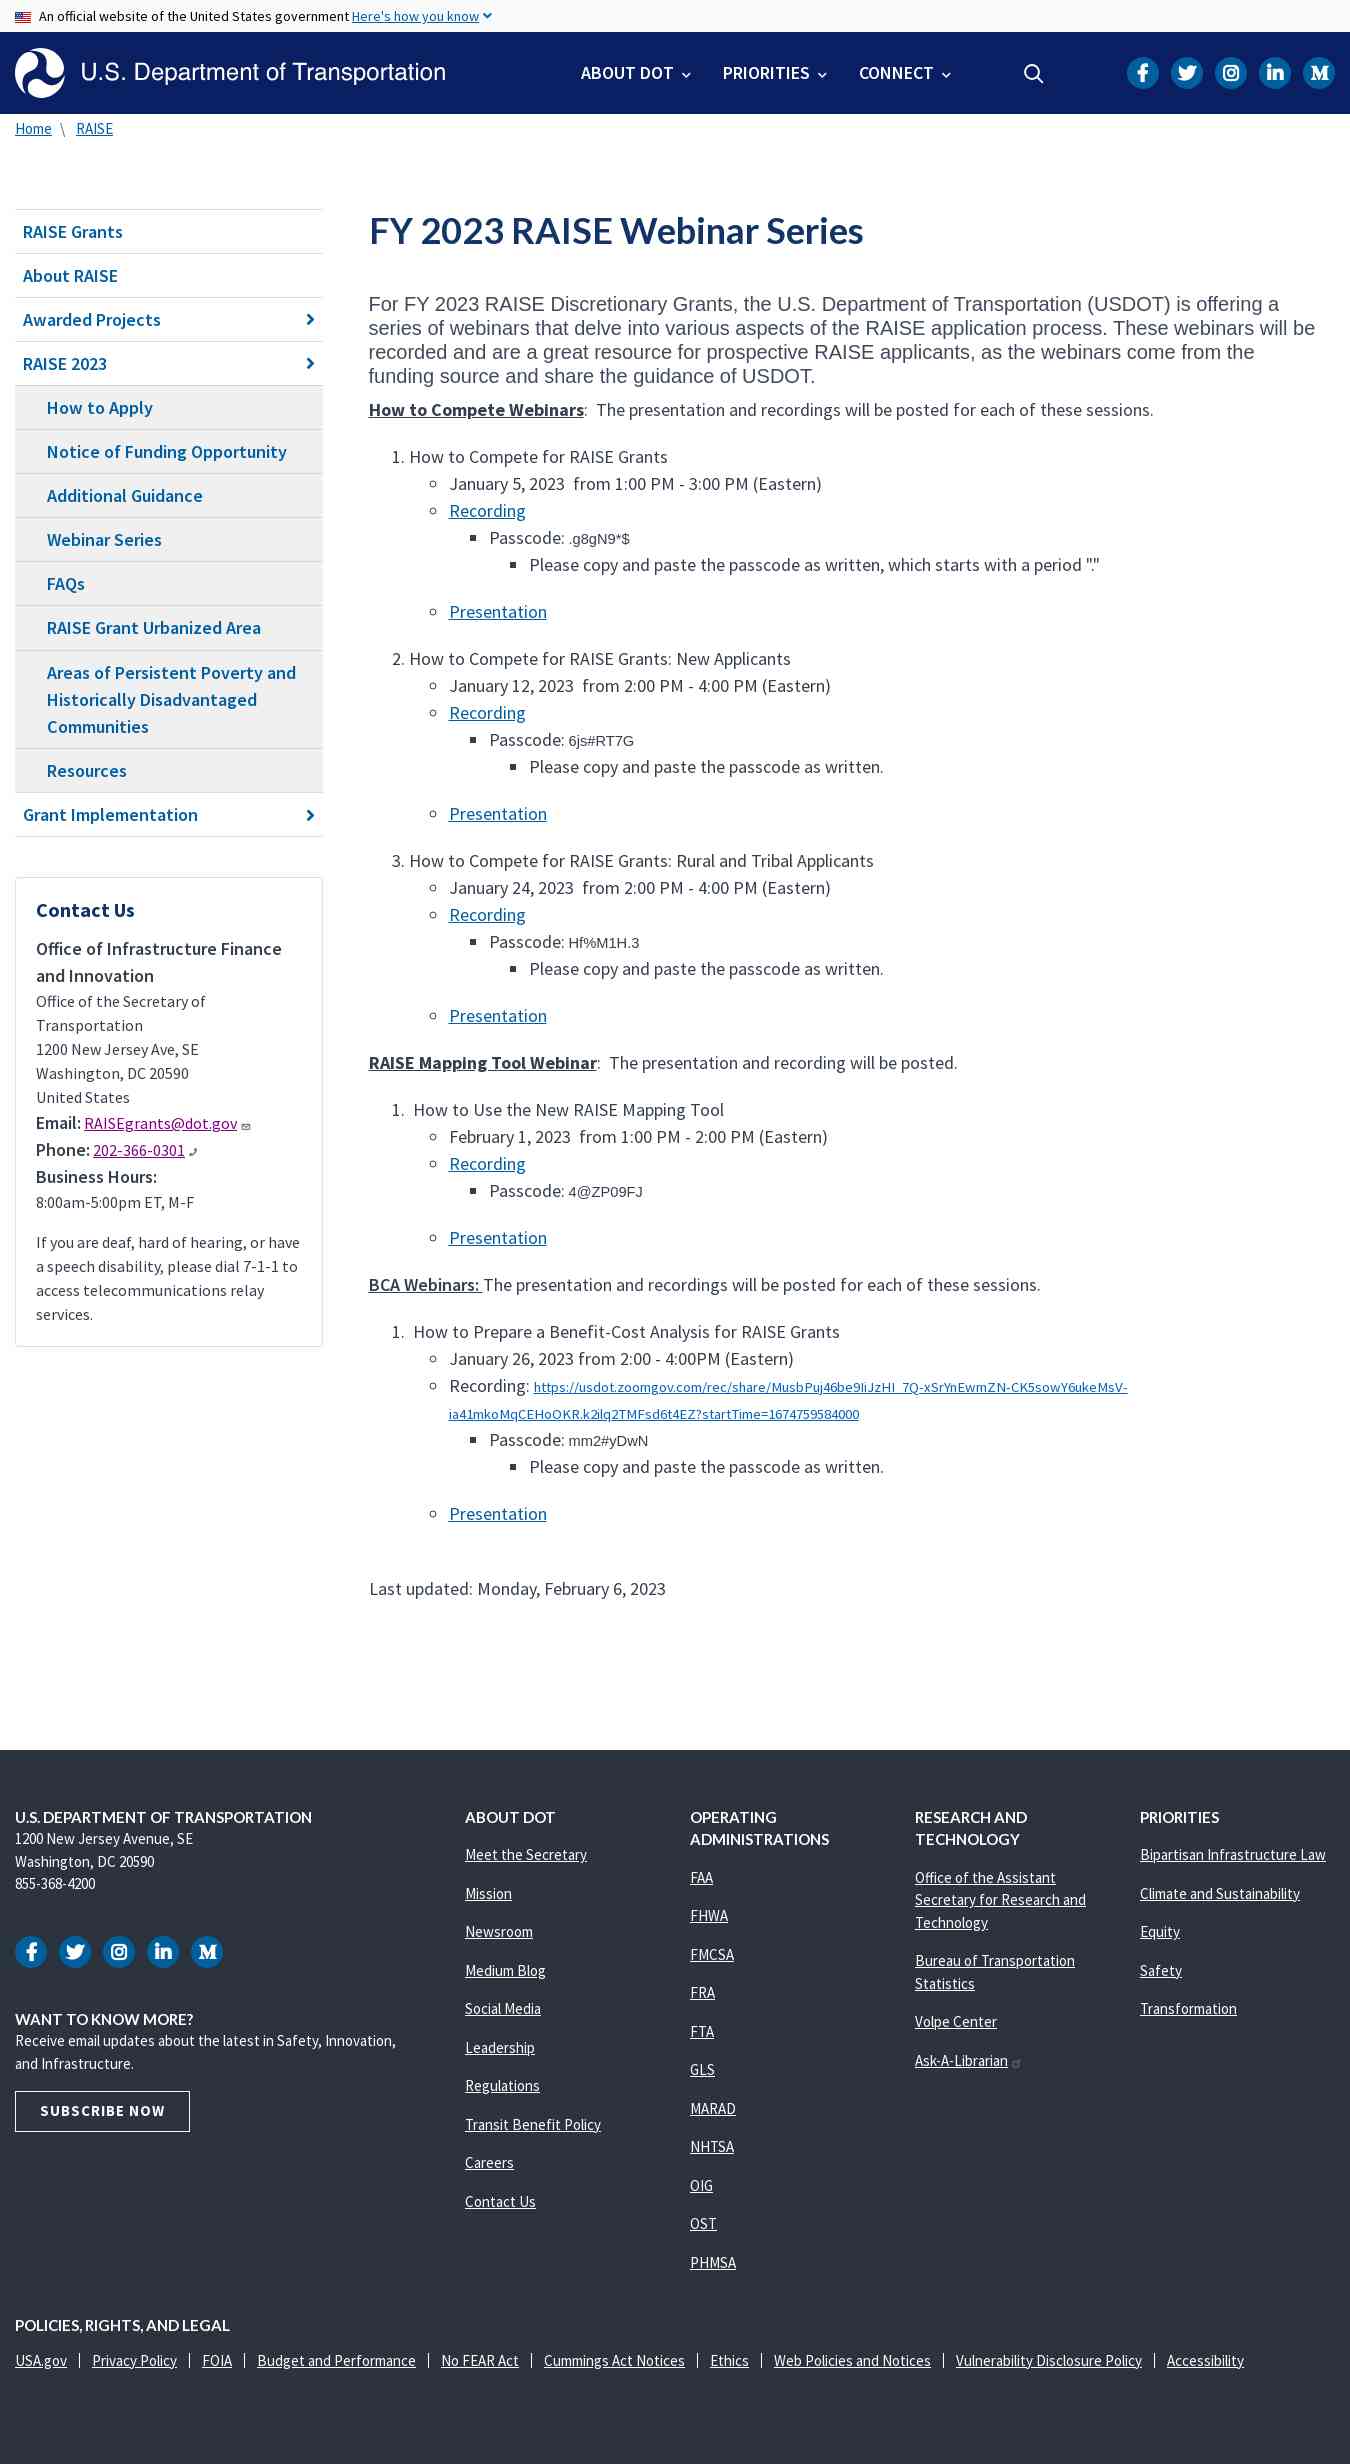 An official website of the United States government Here's how you know
U.S. Department of Transportation
ABOUT DOT
PRIORITIES
CONNECT
Home \ RAISE
RAISE Grants
About RAISE
Awarded Projects
RAISE 2023
How to Apply
Notice of Funding Opportunity
Additional Guidance
Webinar Series
FAQs
RAISE Grant Urbanized Area
Areas of Persistent Poverty and
Historically Disadvantaged
Communities
Resources
Grant Implementation
Contact Us
Office of Infrastructure Finance
and Innovation
Office of the Secretary of
Transportation
1200 New Jersey Ave, SE
Washington, DC 20590
United States
Email: RAISEgrants@dot.gov
Phone: 202-366-0301
Business Hours:
8:00am-5:00pm ET, M-F
If you are deaf, hard of hearing, or have
a speech disability, please dial 7-1-1 to
access telecommunications relay
services.
FY 2023 RAISE Webinar Series
For FY 2023 RAISE Discretionary Grants, the U.S. Department of Transportation (USDOT) is offering a
series of webinars that delve into various aspects of the RAISE application process. These webinars will be
recorded and are a great resource for prospective RAISE applicants, as the webinars come from the
funding source and share the guidance of USDOT.
How to Compete Webinars:  The presentation and recordings will be posted for each of these sessions.
1. How to Compete for RAISE Grants
January 5, 2023  from 1:00 PM - 3:00 PM (Eastern)
Recording
Passcode: .g8gN9*$
Please copy and paste the passcode as written, which starts with a period "."
Presentation
2. How to Compete for RAISE Grants: New Applicants
January 12, 2023  from 2:00 PM - 4:00 PM (Eastern)
Recording
Passcode: 6js#RT7G
Please copy and paste the passcode as written.
Presentation
3. How to Compete for RAISE Grants: Rural and Tribal Applicants
January 24, 2023  from 2:00 PM - 4:00 PM (Eastern)
Recording
Passcode: Hf%M1H.3
Please copy and paste the passcode as written.
Presentation
RAISE Mapping Tool Webinar:  The presentation and recording will be posted.
1.  How to Use the New RAISE Mapping Tool
February 1, 2023  from 1:00 PM - 2:00 PM (Eastern)
Recording
Passcode: 4@ZP09FJ
Presentation
BCA Webinars: The presentation and recordings will be posted for each of these sessions.
1.  How to Prepare a Benefit-Cost Analysis for RAISE Grants
January 26, 2023 from 2:00 - 4:00PM (Eastern)
Recording: https://usdot.zoomgov.com/rec/share/MusbPuj46be9IiJzHI_7Q-xSrYnEwmZN-CK5sowY6ukeMsV-
ia41mkoMqCEHoOKR.k2ilq2TMFsd6t4EZ?startTime=1674759584000
Passcode: mm2#yDwN
Please copy and paste the passcode as written.
Presentation
Last updated: Monday, February 6, 2023
U.S. DEPARTMENT OF TRANSPORTATION
1200 New Jersey Avenue, SE
Washington, DC 20590
855-368-4200
WANT TO KNOW MORE?
Receive email updates about the latest in Safety, Innovation,
and Infrastructure.
SUBSCRIBE NOW
ABOUT DOT
Meet the Secretary
Mission
Newsroom
Medium Blog
Social Media
Leadership
Regulations
Transit Benefit Policy
Careers
Contact Us
OPERATING
ADMINISTRATIONS
FAA
FHWA
FMCSA
FRA
FTA
GLS
MARAD
NHTSA
OIG
OST
PHMSA
RESEARCH AND
TECHNOLOGY
Office of the Assistant
Secretary for Research and
Technology
Bureau of Transportation
Statistics
Volpe Center
Ask-A-Librarian
PRIORITIES
Bipartisan Infrastructure Law
Climate and Sustainability
Equity
Safety
Transformation
POLICIES, RIGHTS, AND LEGAL
USA.gov | Privacy Policy | FOIA | Budget and Performance | No FEAR Act | Cummings Act Notices | Ethics | Web Policies and Notices | Vulnerability Disclosure Policy | Accessibility